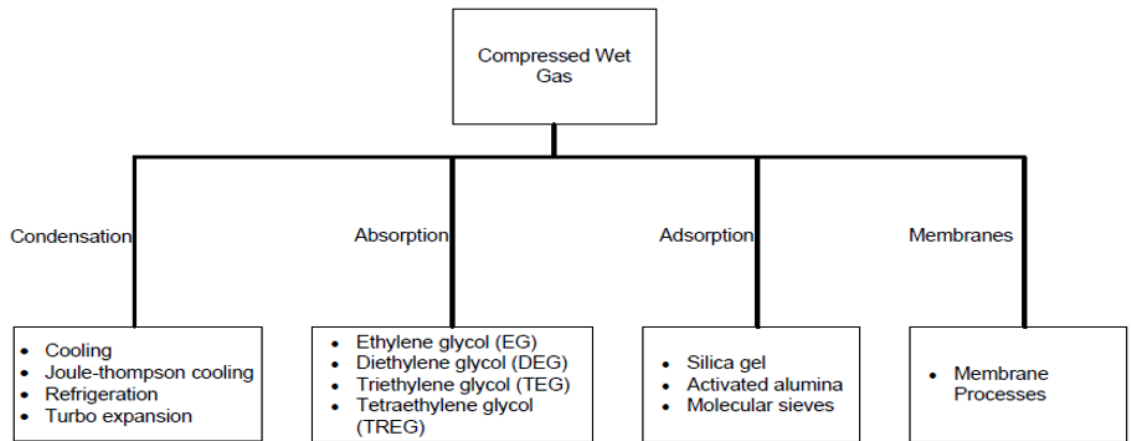 Compressed Wet
Gas
Condensation
Absorption
Adsorption
Membranes
• Cooling
• Joule-thompson cooling
• Refrigeration
• Turbo expansion
• Ethylene glycol (EG)
• Diethylene glycol (DEG)
• Triethylene glycol (TEG)
• Tetraethylene glycol
(TREG)
• Silica gel
• Activated alumina
• Molecular sieves
• Membrane
Processes